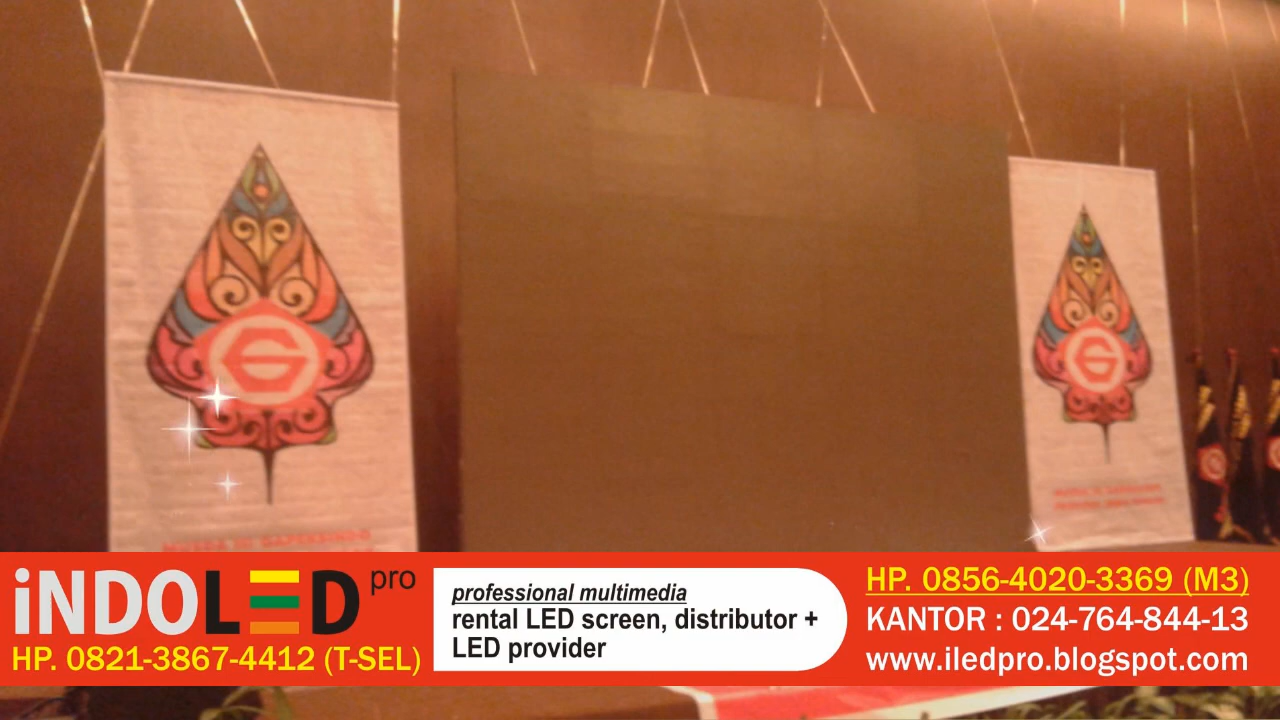 G
G
iNDOLED pro
HP. 0821-3867-4412 (T-SEL)
professional multimedia
rental LED screen, distributor +
LED provider
HP. 0856-4020-3369 (M3)
KANTOR : 024-764-844-13
www.iledpro.blogspot.com